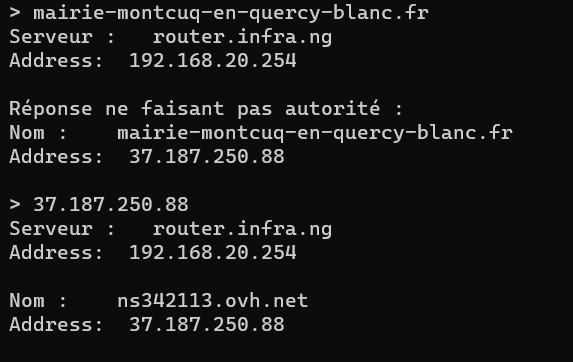 > mairie-montcuq-en-quercy-blanc.fr
Serveur :   router.infra.ng
Address:  192.168.20.254

Réponse ne faisant pas autorité :
Nom :    mairie-montcuq-en-quercy-blanc.fr
Address:  37.187.250.88

> 37.187.250.88
Serveur :   router.infra.ng
Address:  192.168.20.254

Nom :    ns342113.ovh.net
Address:  37.187.250.88